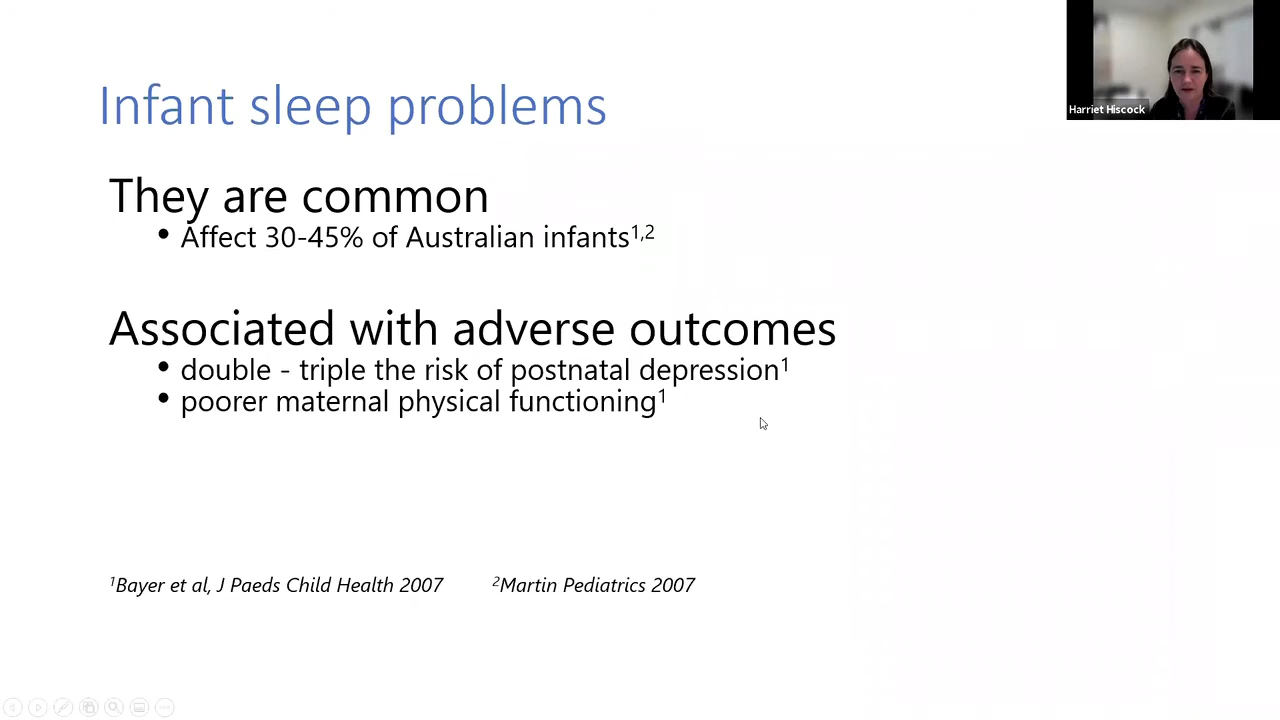 Harriet Hiscock
Infant sleep problems
They are common
• Affect 30-45% of Australian infants1,2
Associated with adverse outcomes
• double - triple the risk of postnatal depression1
• poorer maternal physical functioning1
1Bayer et al, J Paeds Child Health 2007 2Martin Pediatrics 2007